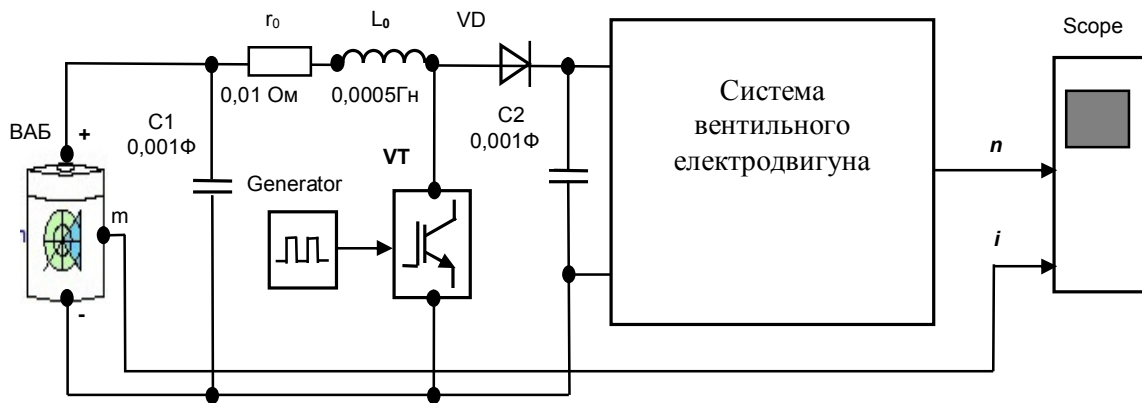 r₀
L₀
VD
Scope
0,01 Ом
0,0005Гн
C1
0,001Ф
C2
0,001Ф
ВАБ
+
VT
Generator
m
-
Система
вентильного
електродвигуна
n
i